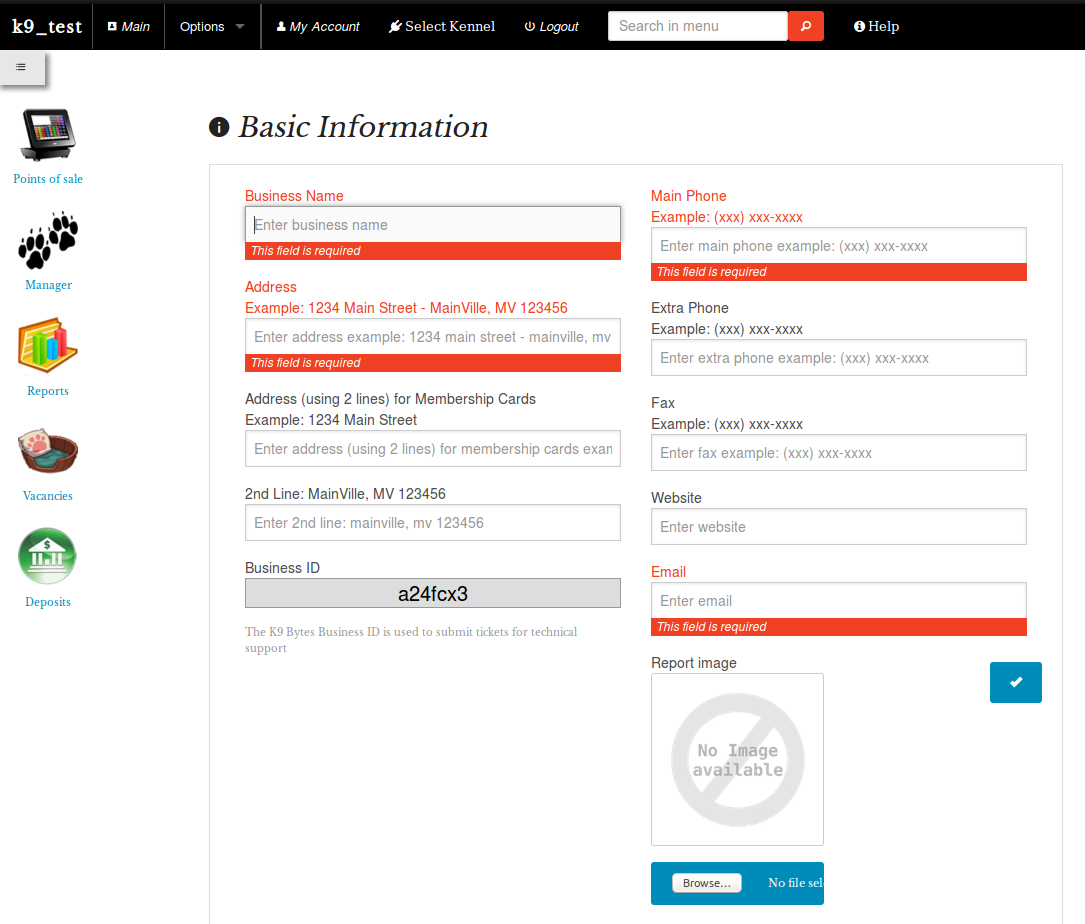 k9_test
Main
Options
My Account
Select Kennel
Logout
Search in menu
Help
Points of sale
Manager
Reports
Vacancies
Deposits
Basic Information
Business Name
Enter business name
This field is required
Address
Example: 1234 Main Street - MainVille, MV 123456
Enter address example: 1234 main street - mainville, mv
This field is required
Address (using 2 lines) for Membership Cards
Example: 1234 Main Street
Enter address (using 2 lines) for membership cards exan
2nd Line: MainVille, MV 123456
Enter 2nd line: mainville, mv 123456
Business ID
a24fcx3
The K9 Bytes Business ID is used to submit tickets for technical
support
Main Phone
Example: (xxx) xxx-xxxx
Enter main phone example: (xxx) xxx-xxxx
This field is required
Extra Phone
Example: (xxx) xxx-xxxx
Enter extra phone example: (xxx) xxx-xxxx
Fax
Example: (xxx) xxx-xxxx
Enter fax example: (xxx) xxx-xxxx
Website
Enter website
Email
Enter email
This field is required
Report image
No Image
available
Browse...
No file sel